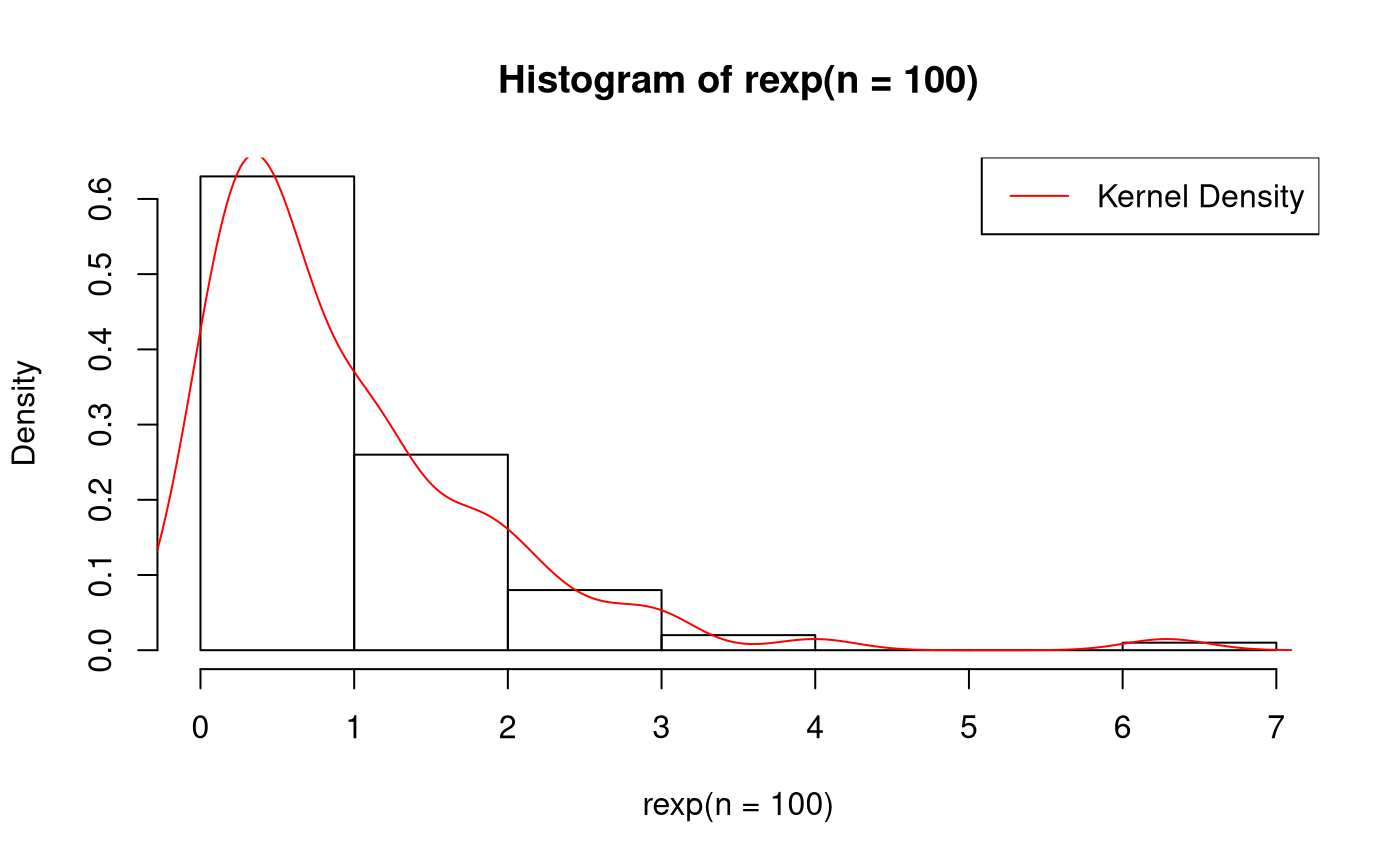 Histogram of rexp(n = 100)
Kernel Density
Density
0.0 0.1 0.2 0.3 0.4 0.5 0.6
0 1 2 3 4 5 6 7
rexp(n = 100)